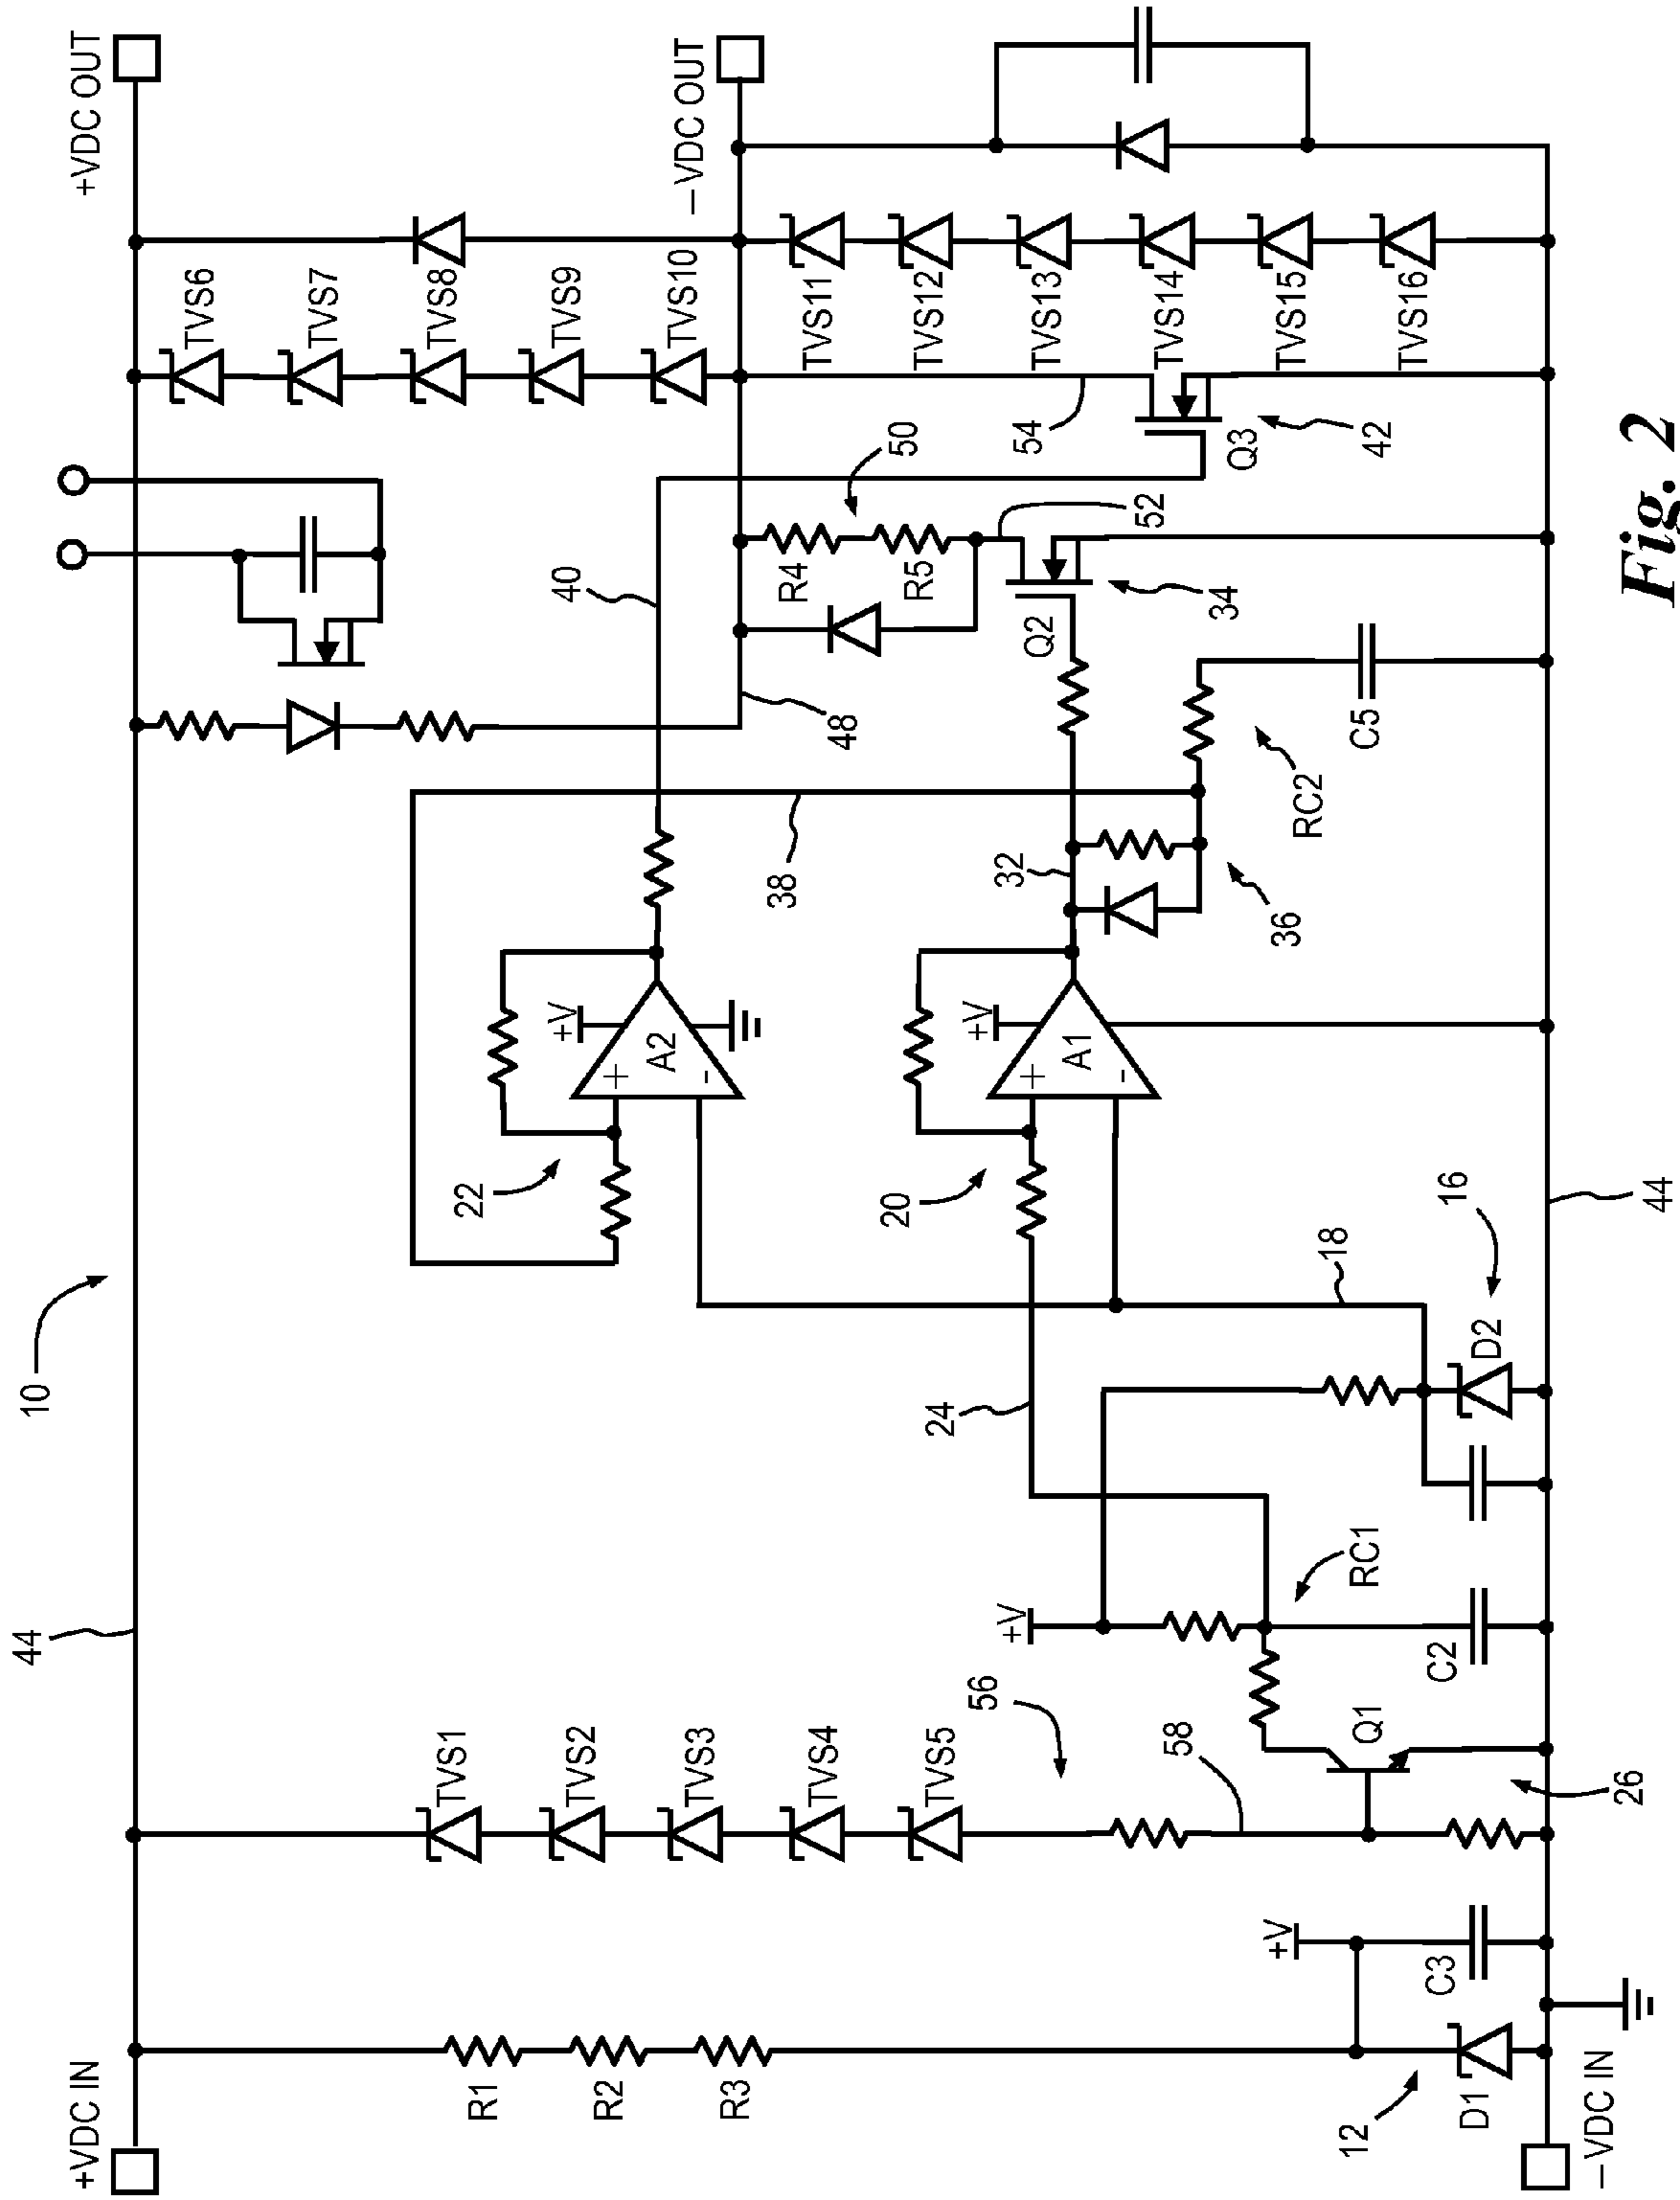 10
44
+VDC IN
+VDC OUT
R1
R2
R3
TVS1
TVS2
TVS3
TVS4
TVS5
56
58
Q1
26
+V
C3
D1
12
−VDC IN
+V
RC1
C2
24
18
D2
16
44
22
+
-
A2
+V
20
+
-
A1
+V
38
40
32
36
RC2
C5
48
50
R4
R5
52
Q2
34
54
Q3
42
TVS6
TVS7
TVS8
TVS9
TVS10
−VDC OUT
TVS11
TVS12
TVS13
TVS14
TVS15
TVS16
Fig. 2